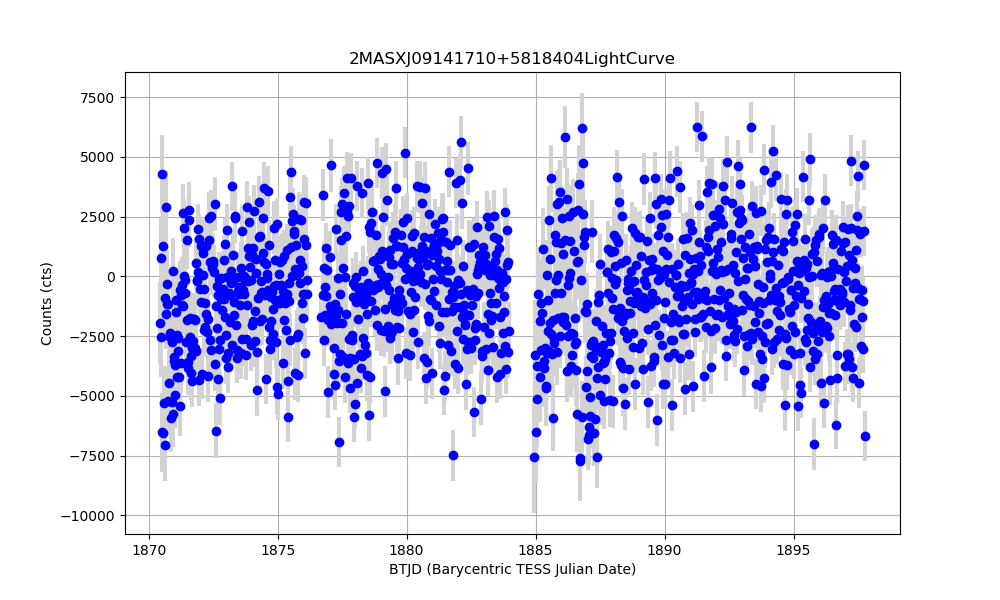 2MASXJ09141710+5818404LightCurve
7500
5000
2500
0
−2500
−5000
−7500
−10000
Counts (cts)
1870 1875 1880 1885 1890 1895
BTJD (Barycentric TESS Julian Date)